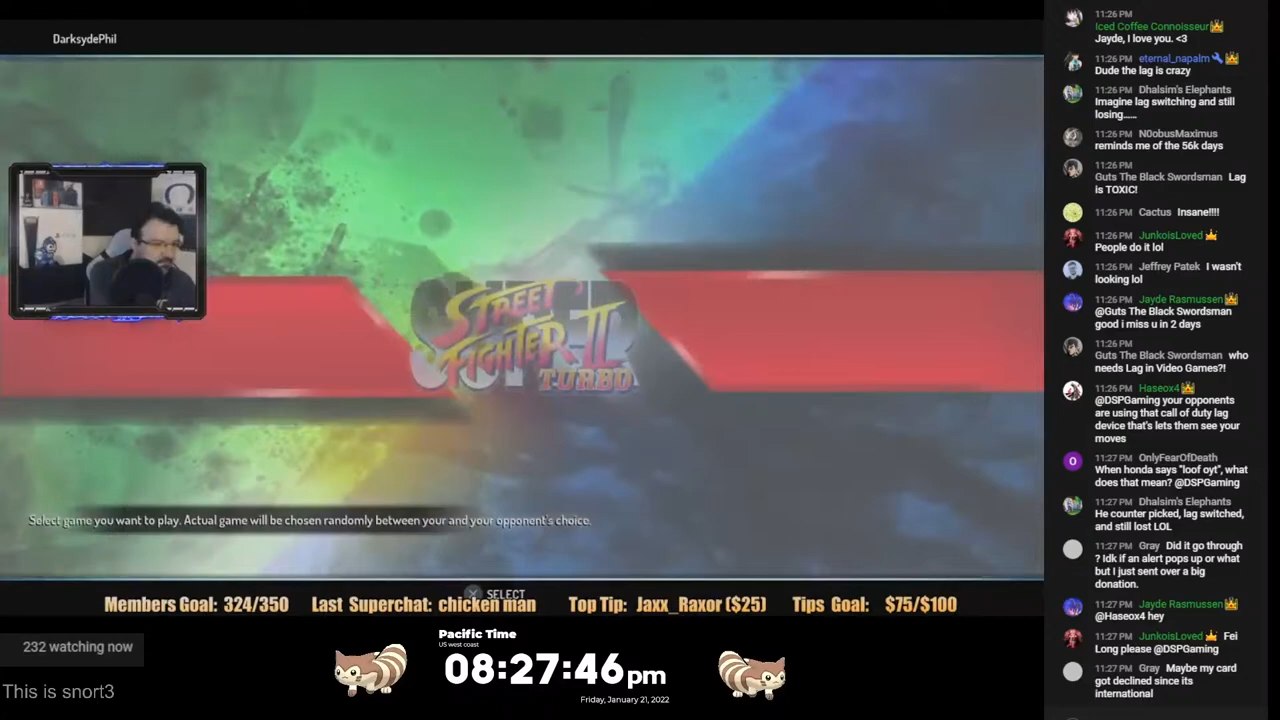 DarksydePhil
STREET
FIGHTER II
TURBO
Select game you want to play. Actual game will be chosen randomly between your and your opponent's choice.
SELECT
Members Goal: 324/350
Last Superchat: chicken man
Top Tip: Jaxx_Raxor ($25)
Tips Goal: $75/$100
232 watching now
This is snort3
Pacific Time
US west coast
08:27:46 pm
Friday, January 21, 2022
11:26 PM
Iced Coffee Connoisseur
Jayde, I love you. <3
11:26 PM eternal_napalm
Dude the lag is crazy
11:26 PM Dhalsim's Elephants
Imagine lag switching and still
losing......
11:26 PM N0obusMaximus
reminds me of the 56k days
11:26 PM
Guts The Black Swordsman Lag
is TOXIC!
11:26 PM Cactus Insane!!!!
11:26 PM JunkoisLoved
People do it lol
11:26 PM Jeffrey Patek I wasn't
looking lol
11:26 PM Jayde Rasmussen
@Guts The Black Swordsman
good i miss u in 2 days
11:26 PM
Guts The Black Swordsman who
needs Lag in Video Games?!
11:26 PM Haseox4
@DSPGaming your opponents
are using that call of duty lag
device that's lets them see your
moves
11:27 PM OnlyFearOfDeath
When honda says "loof oyt", what
does that mean? @DSPGaming
11:27 PM Dhalsim's Elephants
He counter picked, lag switched,
and still lost LOL
11:27 PM Gray Did it go through
? Idk if an alert pops up or what
but I just sent over a big
donation.
11:27 PM Jayde Rasmussen
@Haseox4 hey
11:27 PM JunkoisLoved Fei
Long please @DSPGaming
11:27 PM Gray Maybe my card
got declined since its
international